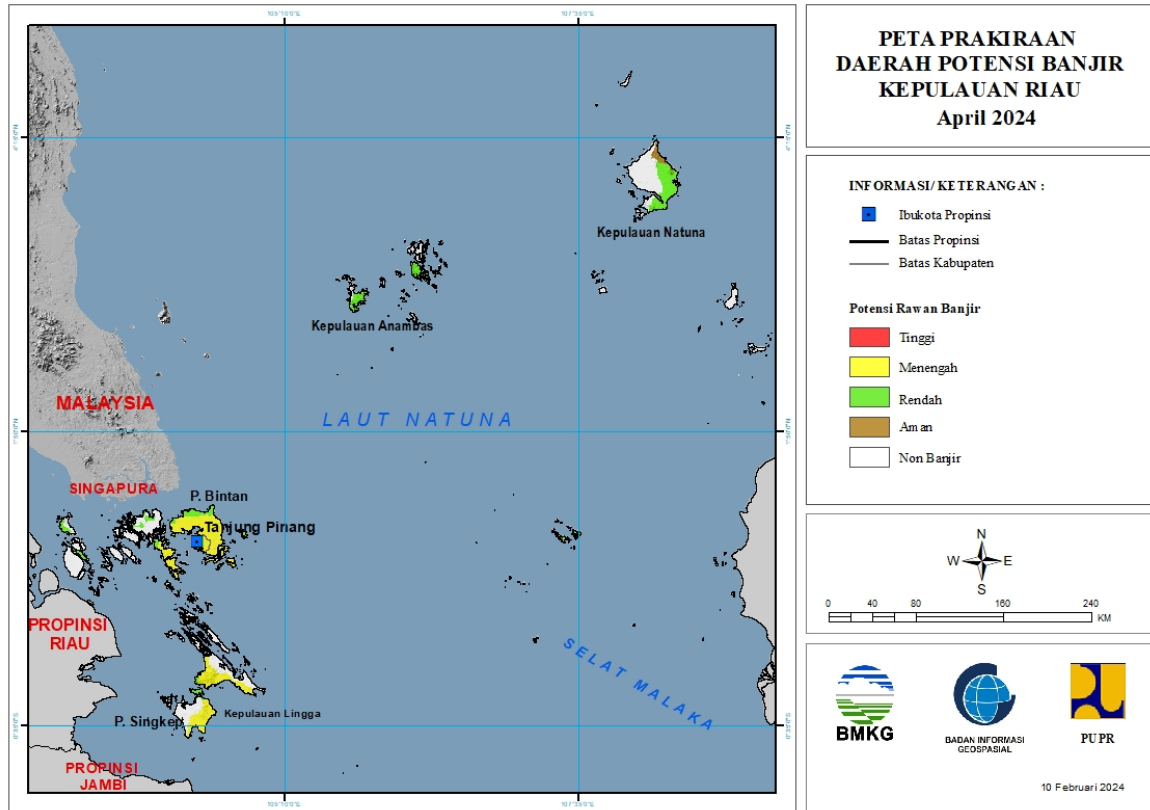 PETA PRAKIRAAN
DAERAH POTENSI BANJIR
KEPULAUAN RIAU
April 2024
INFORMASI/ KETERANGAN :
Ibukota Propinsi
Batas Propinsi
Batas Kabupaten
Potensi Rawan Banjir
Tinggi
Menengah
Rendah
Aman
Non Banjir
N
W E
S
0 40 80 160 240
KM
BMKG
BADAN INFORMASI
GEOSPASIAL
PUPR
10 Februari 2024
Kepulauan Natuna
Kepulauan Anambas
MALAYSIA
LAUT NATUNA
SINGAPURA
P. Bintan
Tanjung Pinang
PROPINSI
RIAU
SELAT MALAKA
P. Singkep
Kepulauan Lingga
PROPINSI
JAMBI